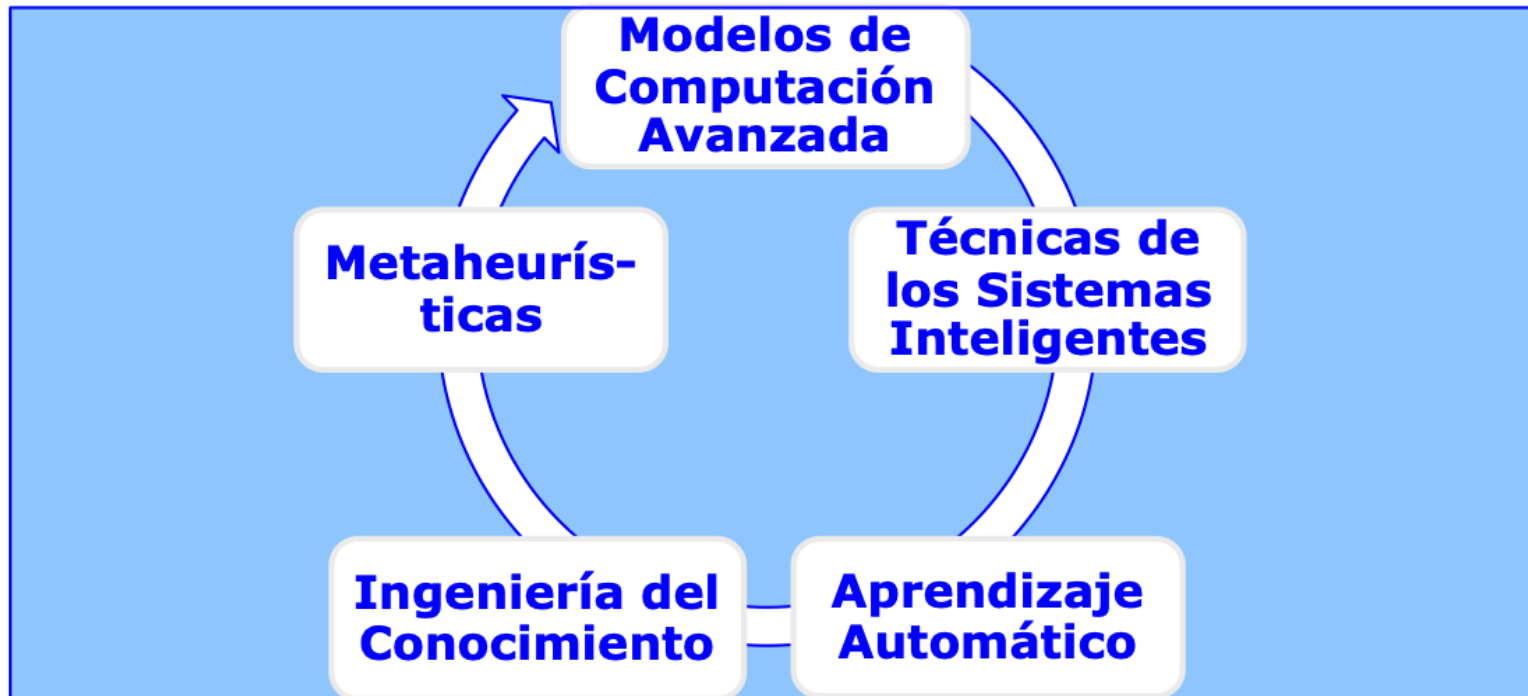 Modelos de
Computación
Avanzada
Técnicas de
los Sistemas
Inteligentes
Aprendizaje
Automático
Ingeniería del
Conocimiento
Metaheurís-
ticas